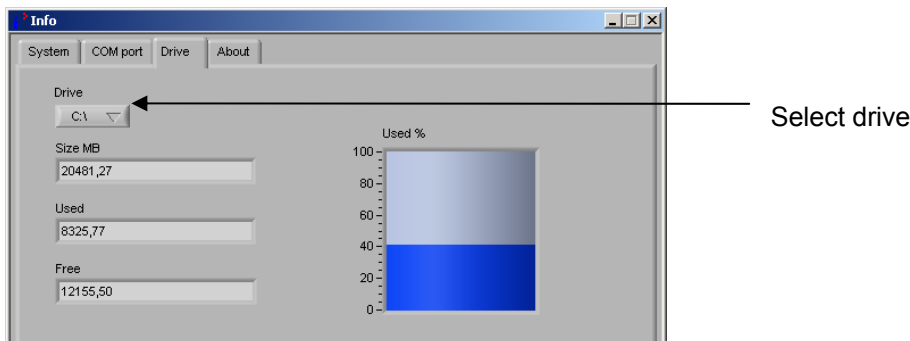 Info
System COM port Drive About
Drive
C:\
Select drive
Size MB
20481,27
Used
8325,77
Free
12155,50
Used %
100
80
60
40
20
0